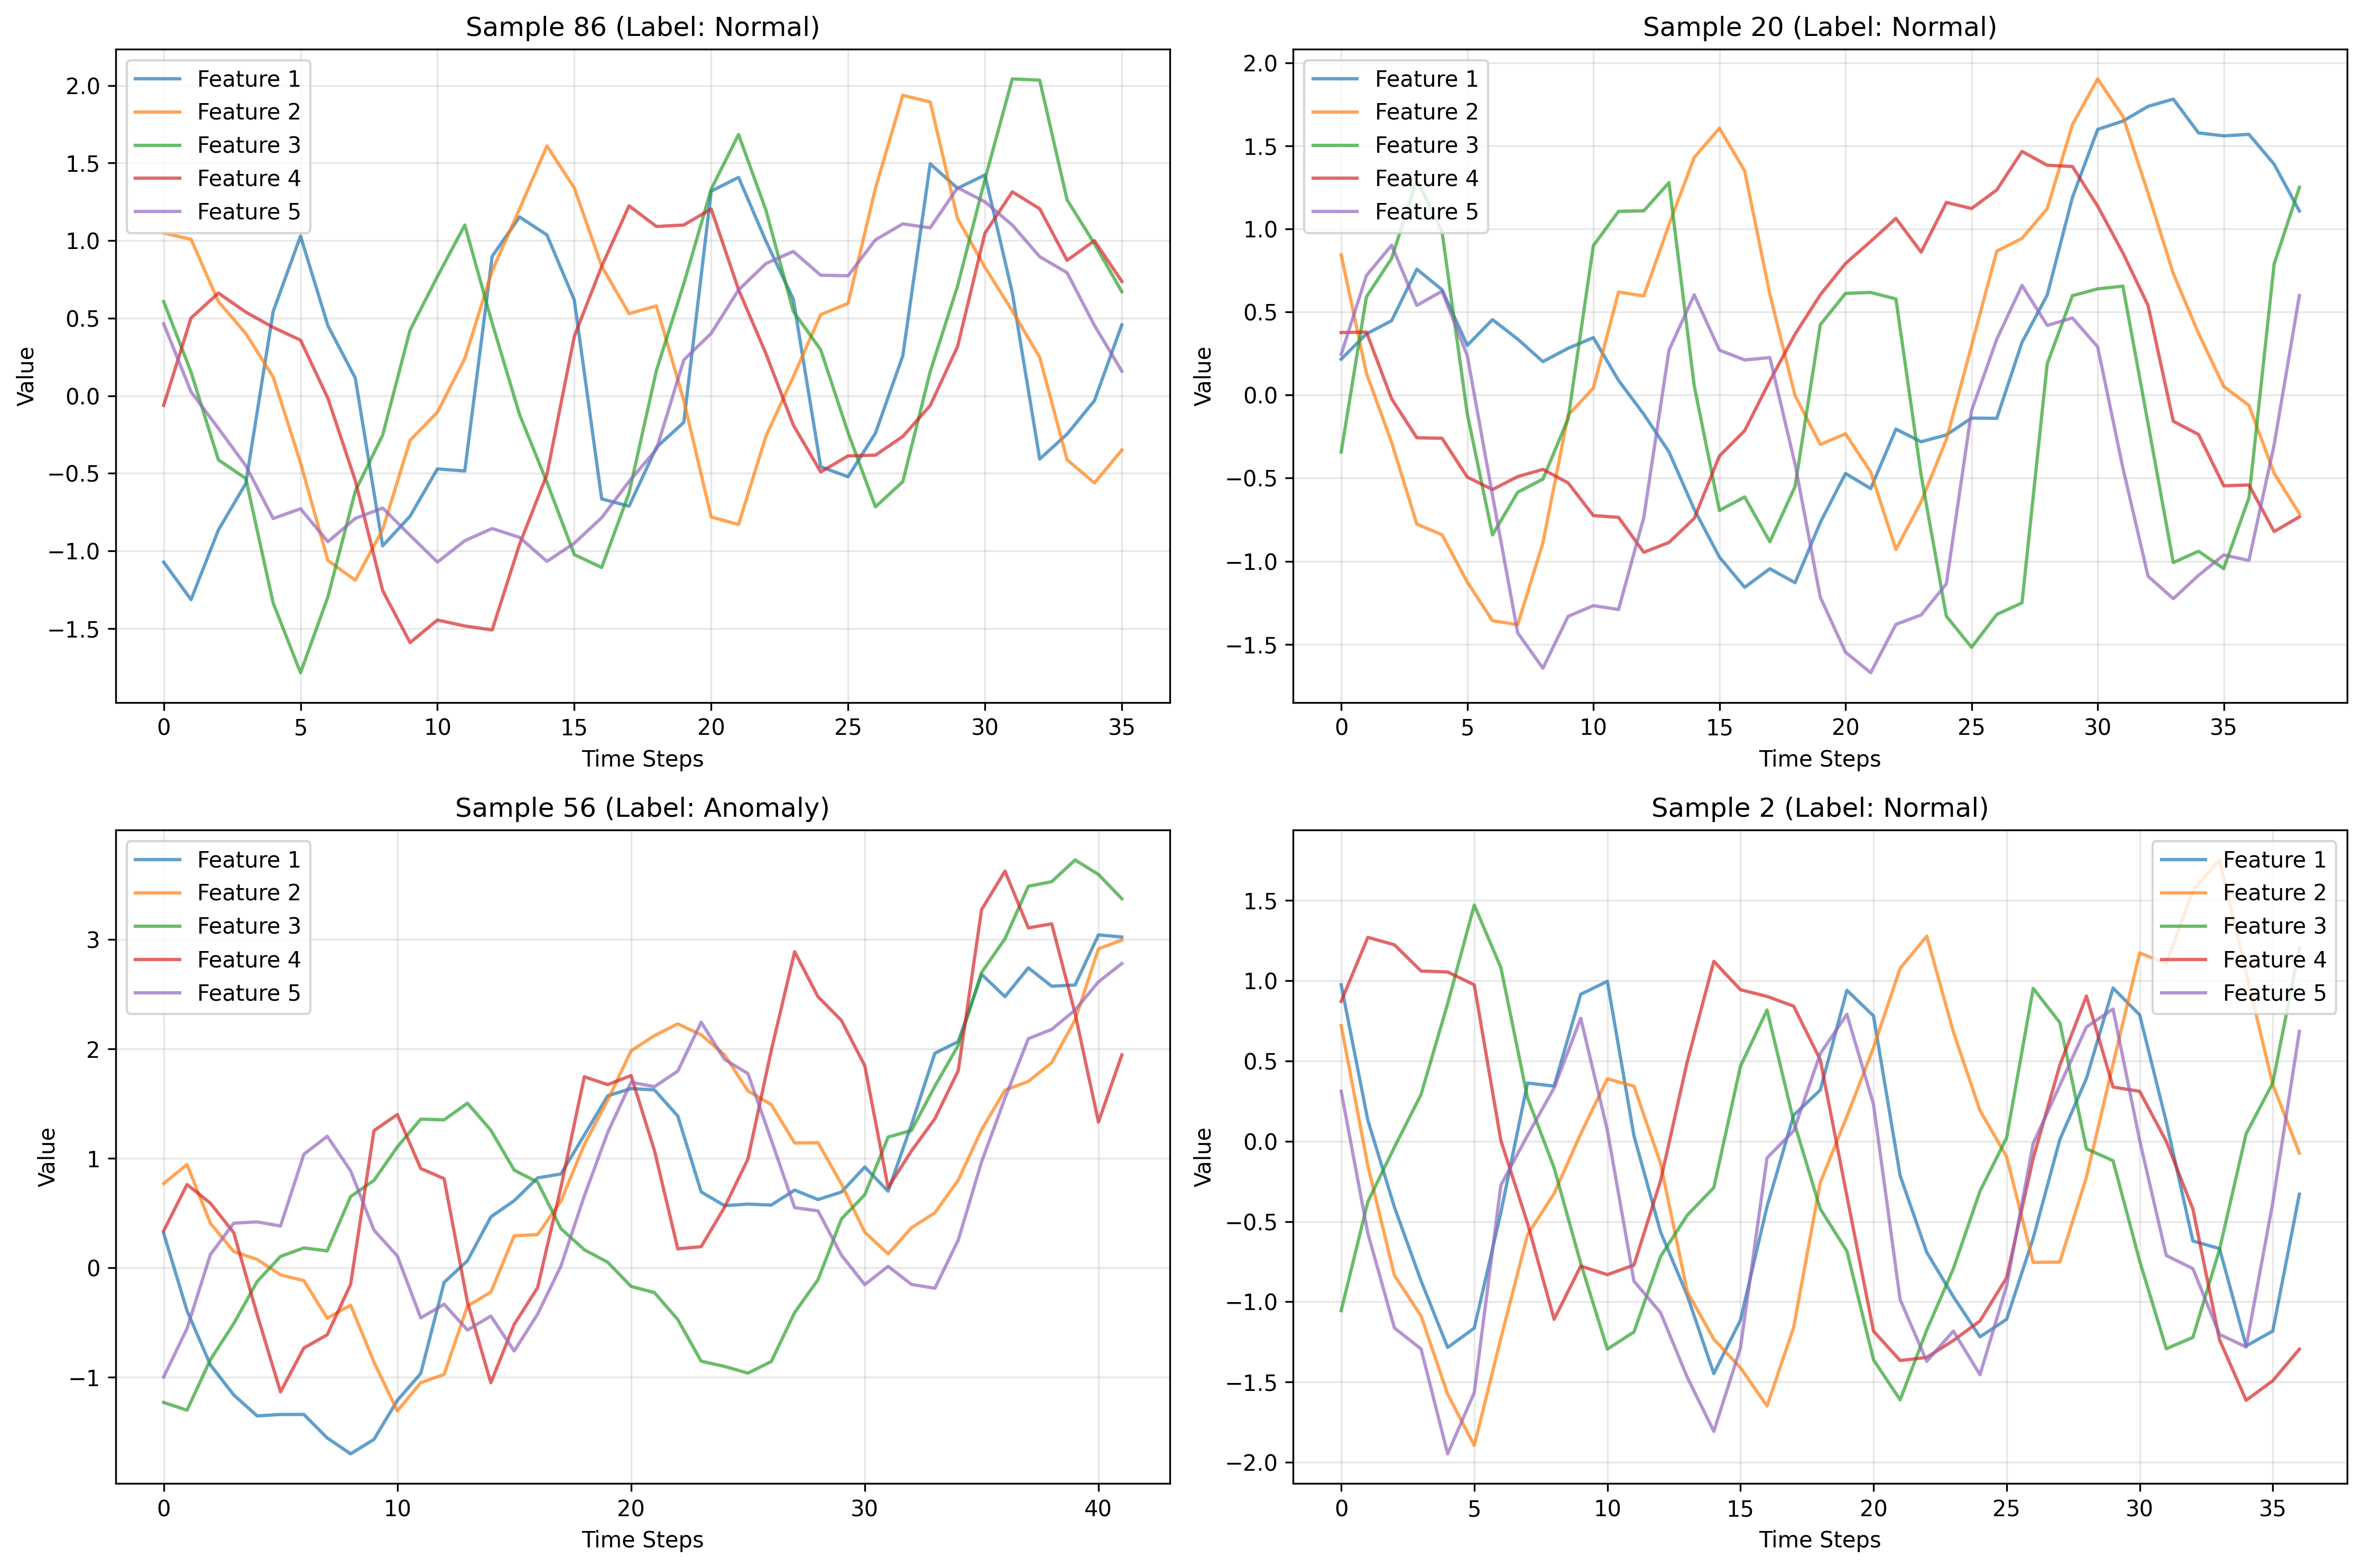 Sample 86 (Label: Normal)
Feature 1
Feature 2
Feature 3
Feature 4
Feature 5
Value
2.0
1.5
1.0
0.5
0.0
−0.5
−1.0
−1.5
0 5 10 15 20 25 30 35
Time Steps
Sample 20 (Label: Normal)
Feature 1
Feature 2
Feature 3
Feature 4
Feature 5
Value
2.0
1.5
1.0
0.5
0.0
−0.5
−1.0
−1.5
0 5 10 15 20 25 30 35
Time Steps
Sample 56 (Label: Anomaly)
Feature 1
Feature 2
Feature 3
Feature 4
Feature 5
Value
3
2
1
0
−1
0 10 20 30 40
Time Steps
Sample 2 (Label: Normal)
Feature 1
Feature 2
Feature 3
Feature 4
Feature 5
Value
1.5
1.0
0.5
0.0
−0.5
−1.0
−1.5
−2.0
0 5 10 15 20 25 30 35
Time Steps